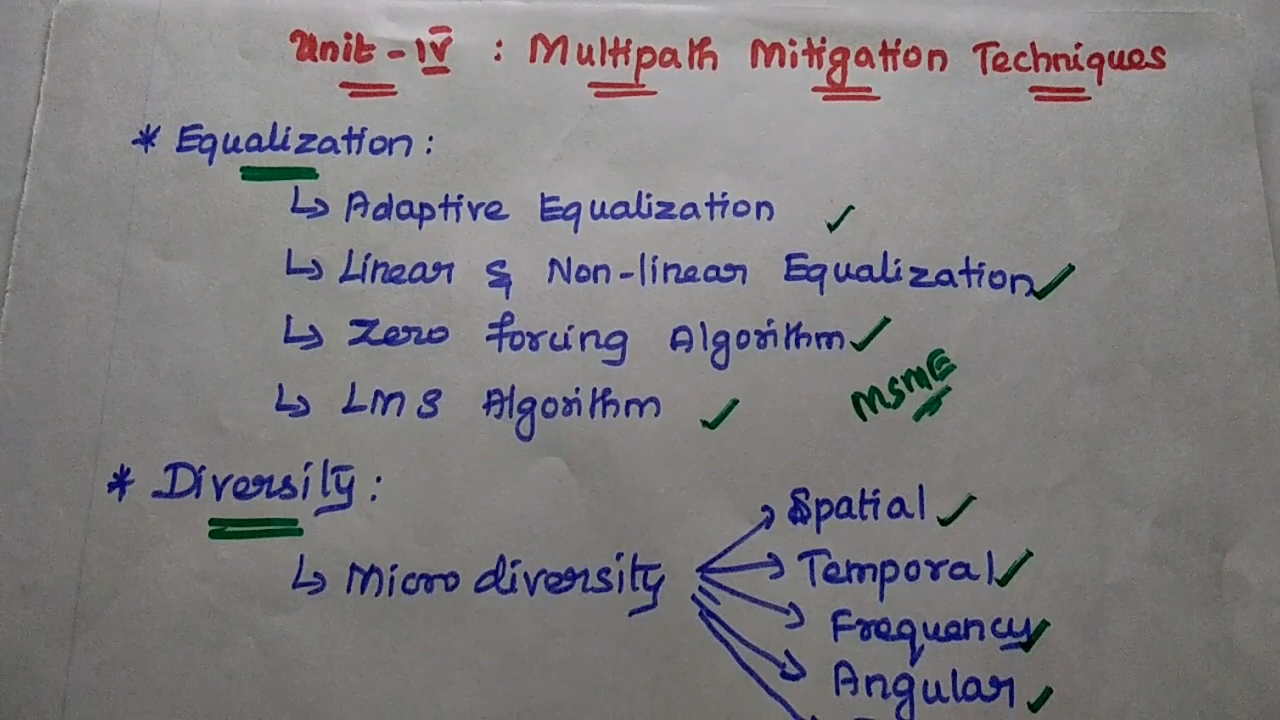 Unit - IV : Multipath Mitigation Techniques
* Equalization :
↳ Adaptive Equalization ✓
↳ Linear & Non-linear Equalization ✓
↳ Zero forcing Algorithm ✓
MSME
↳ LMS Algorithm ✓
* Diversity :
Spatial ✓
↳ Micro diversity → Temporal ✓
Frequency ✓
Angular ✓